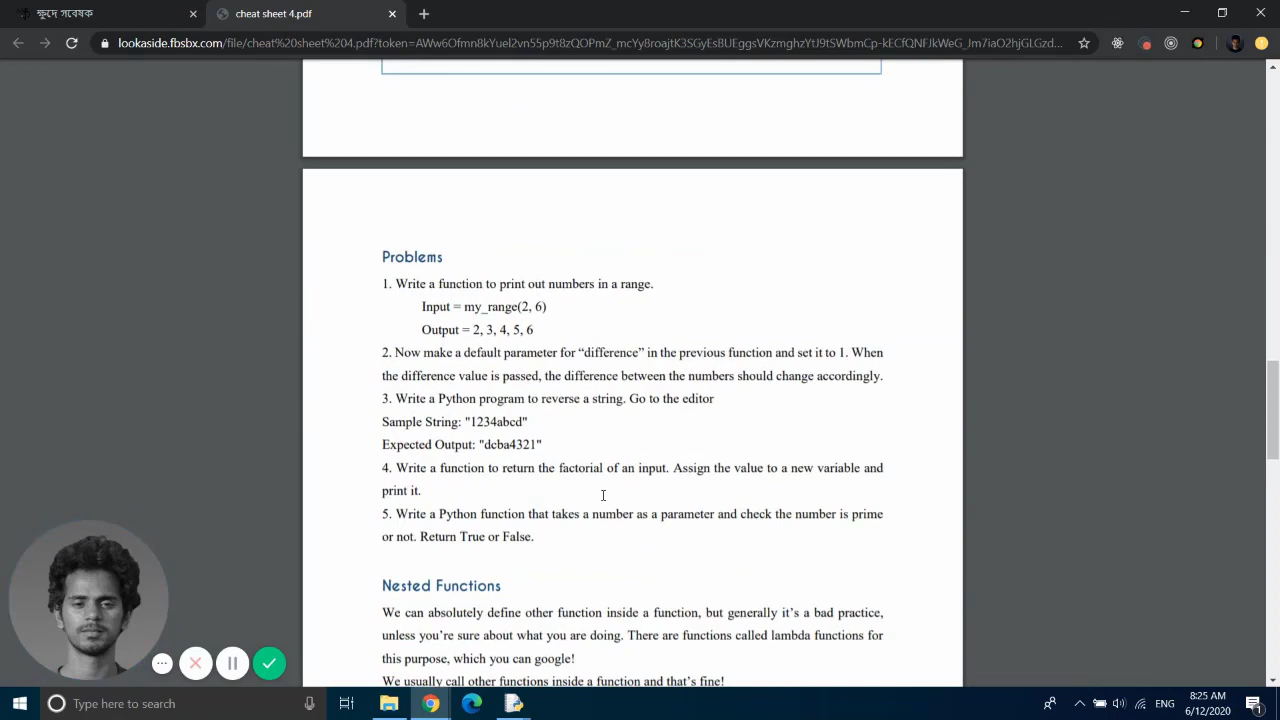 ক্ষুদে গবেষক
cheat sheet 4.pdf
lookaside.fbsbx.com/file/cheat%20sheet%204.pdf?token=AWw6Ofmn8kYuel2vn55p9t8zQOPmZ_mcYy8roajtK3SGyEsBUEggsVKzmghzYtJ9tSWbmCp-kECfQNFJkWeG_Jm7iaO2hjGLGzd...
Problems
1. Write a function to print out numbers in a range.
Input = my_range(2, 6)
Output = 2, 3, 4, 5, 6
2. Now make a default parameter for “difference” in the previous function and set it to 1. When
the difference value is passed, the difference between the numbers should change accordingly.
3. Write a Python program to reverse a string. Go to the editor
Sample String: "1234abcd"
Expected Output: "dcba4321"
4. Write a function to return the factorial of an input. Assign the value to a new variable and
print it.
5. Write a Python function that takes a number as a parameter and check the number is prime
or not. Return True or False.
Nested Functions
We can absolutely define other function inside a function, but generally it’s a bad practice,
unless you’re sure about what you are doing. There are functions called lambda functions for
this purpose, which you can google!
We usually call other functions inside a function and that’s fine!
Type here to search
ENG
8:25 AM
6/12/2020